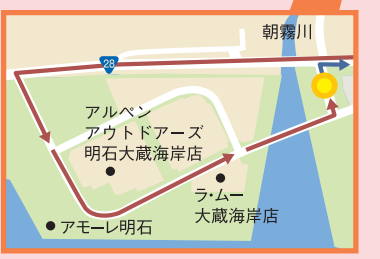 朝霧川
28
アルペン
アウトドアーズ
明石大蔵海岸店
ラ・ムー
大蔵海岸店
アモーレ明石